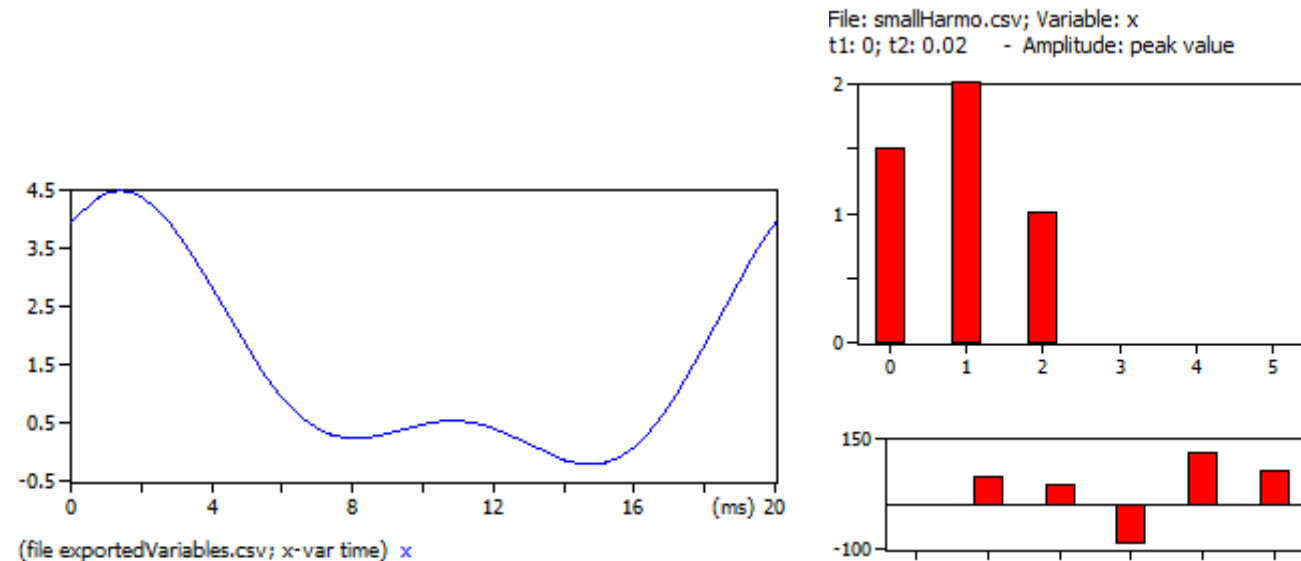 File: smallHarmo.csv; Variable: x
t1: 0; t2: 0.02 - Amplitude: peak value
4.5
3.5
2.5
1.5
0.5
-0.5
0 4 8 12 16 (ms) 20
(file exportedVariables.csv; x-var time) x
2
1
0
0 1 2 3 4 5
150
-100